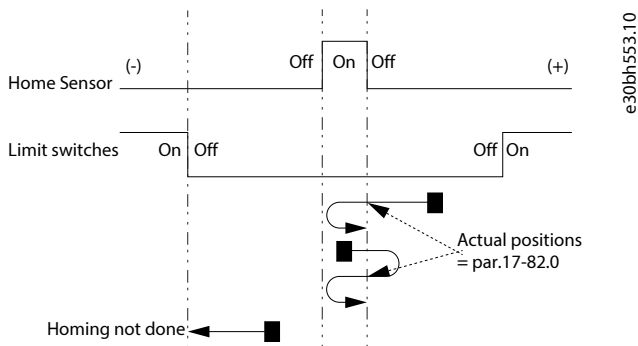 e30bh553.10
(-)
Off On Off
(+)
Home Sensor
Limit switches
On Off
Off On
Actual positions
= par.17-82.0
Homing not done